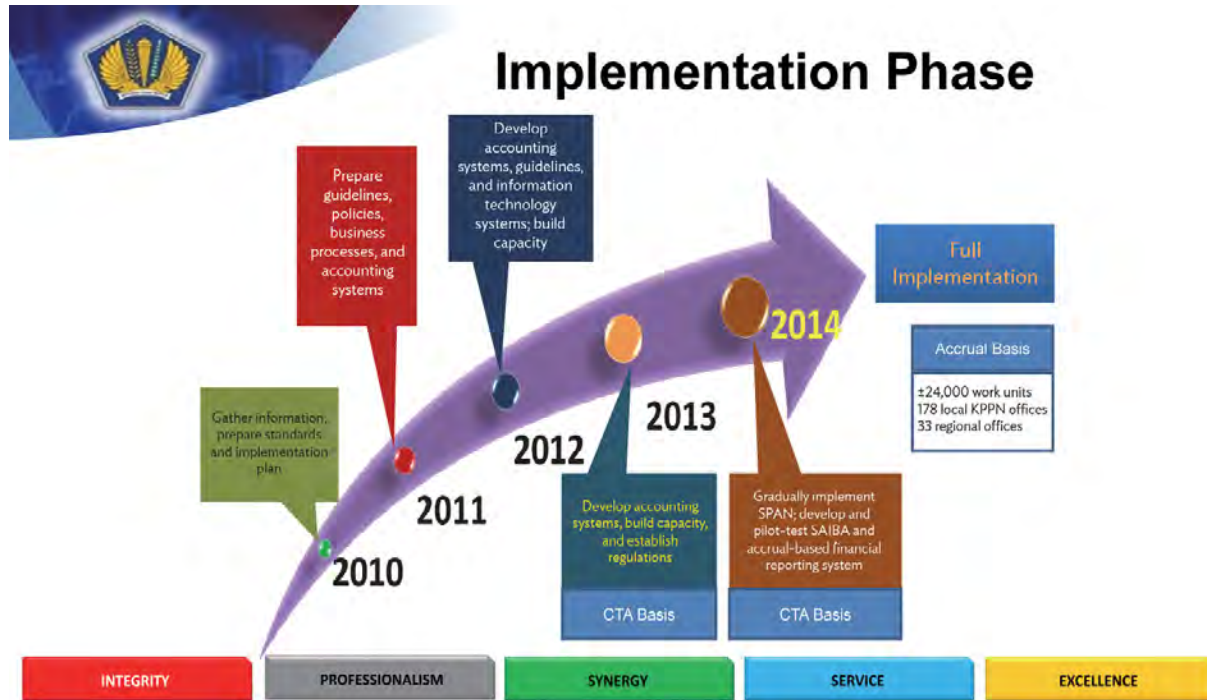 Implementation Phase
Develop
accounting
systems, guidelines,
and information
technology
systems; build
capacity
Prepare
guidelines,
policies,
business
processes, and
accounting
systems
Gather information,
prepare standards
and implementation
plan
2010
2011
2012
2013
2014
Full
Implementation
Accrual Basis
±24,000 work units
178 local KPPN offices
33 regional offices
Develop accounting
systems, build capacity,
and establish
regulations
CTA Basis
Gradually implement
SPAN; develop and
pilot-test SAIBA and
accrual-based financial
reporting system
CTA Basis
INTEGRITY
PROFESSIONALISM
SYNERGY
SERVICE
EXCELLENCE